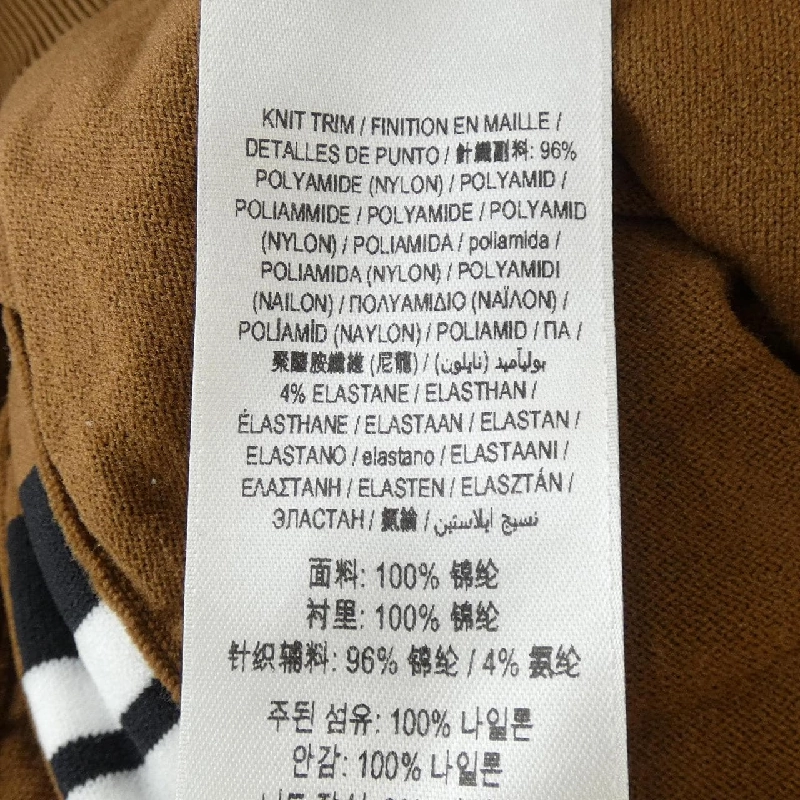 KNIT TRIM / FINITION EN MAILLE /
DETALLES DE PUNTO / 針織副料: 96%
POLYAMIDE (NYLON) / POLYAMID /
POLIAMMIDE / POLYAMIDE / POLYAMID
(NYLON) / POLIAMIDA / poliamida /
POLIAMIDA (NYLON) / POLYAMIDI
(NAILON) / ΠΟΛΥΑΜΙΔΙΟ (ΝΑΪΛΟΝ) /
POLİAMİD (NAYLON) / POLIAMID / ПА /
聚醯胺纖維 (尼龍) / بوليآميد (نايلون)
4% ELASTANE / ELASTHAN /
ÉLASTHANE / ELASTAAN / ELASTAN /
ELASTANO / elastano / ELASTAANI /
ΕΛΑΣΤΑΝΗ / ELASTEN / ELASZTÁN /
ЭЛАСТАН / 氨綸 / نسيج ايلاستين
面料: 100% 锦纶
衬里: 100% 锦纶
针织辅料: 96% 锦纶 / 4% 氨纶
주된 섬유: 100% 나일론
안감: 100% 나일론